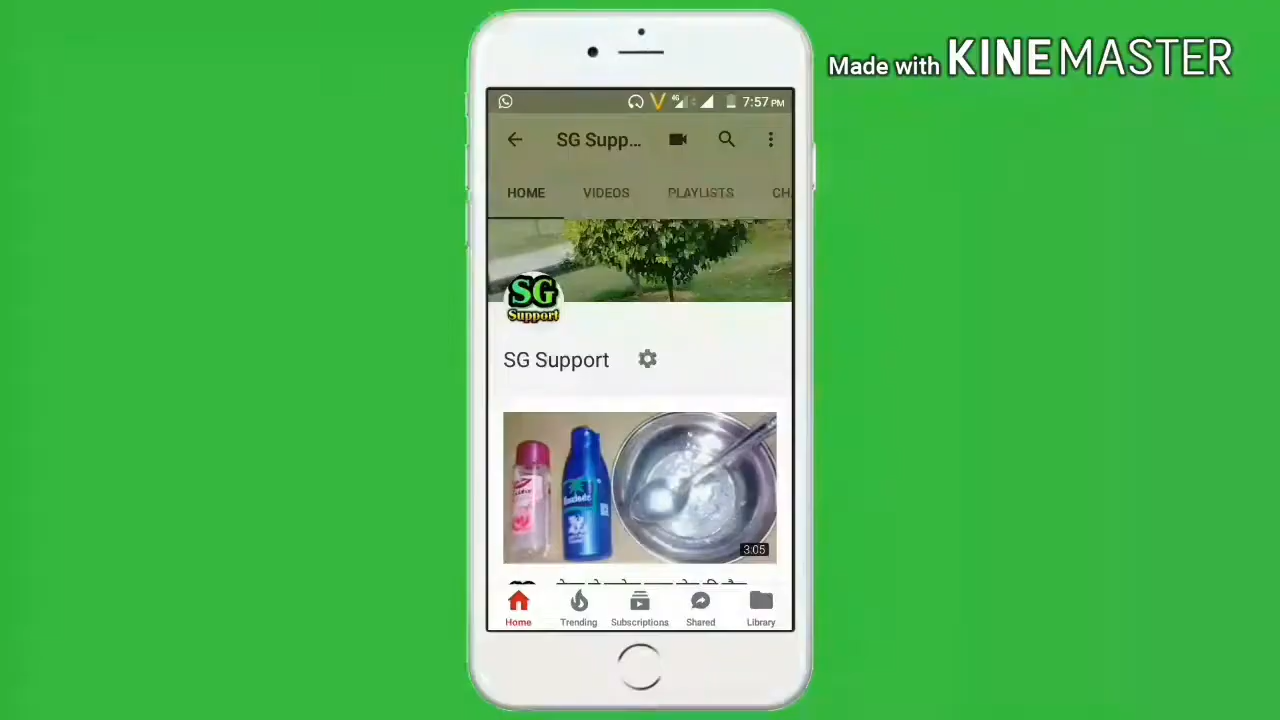 Made with KINEMASTER
4G
7:57 PM
SG Supp...
HOME VIDEOS PLAYLISTS CH
SG
Support
SG Support
3:05
Home Trending Subscriptions Shared Library